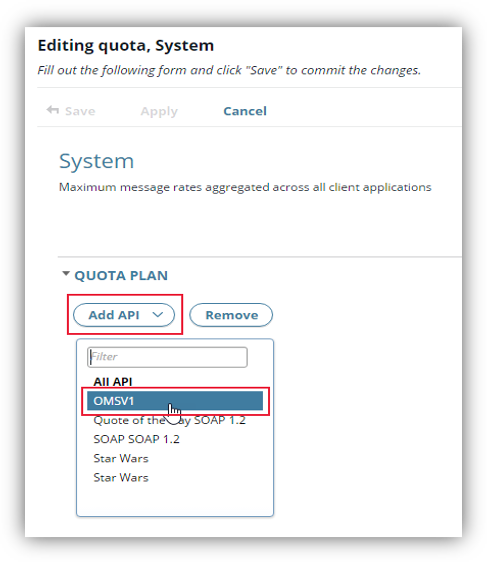 Editing quota, System
Fill out the following form and click "Save" to commit the changes.
Save Apply Cancel
System
Maximum message rates aggregated across all client applications
QUOTA PLAN
Add API Remove
Filter
All API
OMSV1
Quote of the Day SOAP 1.2
SOAP SOAP 1.2
Star Wars
Star Wars